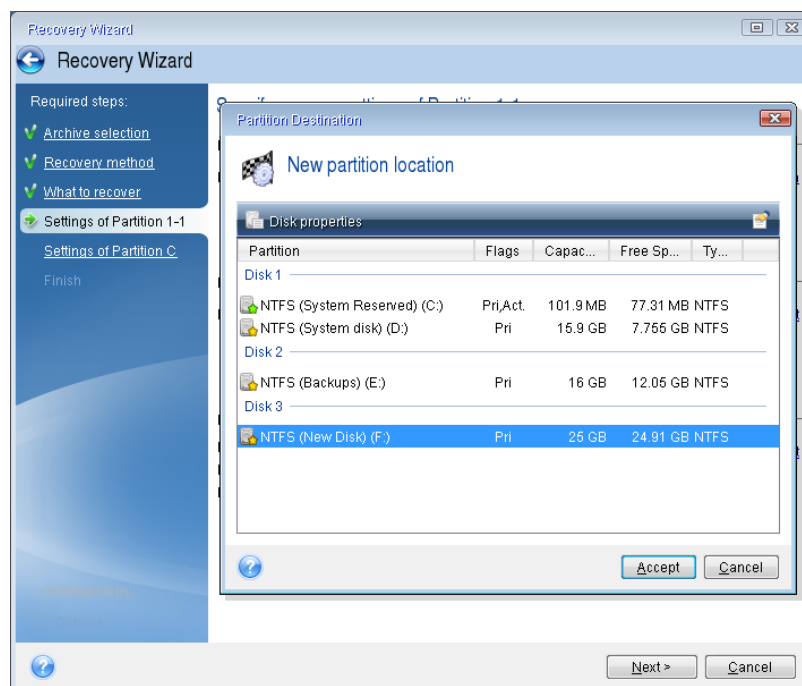 Recovery Wizard
Recovery Wizard
Required steps:
Archive selection
Recovery method
What to recover
Settings of Partition 1-1
Settings of Partition C
Finish
Partition Destination
New partition location
Disk properties
Partition Flags Capac... Free Sp... Ty...
Disk 1
NTFS (System Reserved) (C:) Pri,Act. 101.9 MB 77.31 MB NTFS
NTFS (System disk) (D:) Pri 15.9 GB 7.755 GB NTFS
Disk 2
NTFS (Backups) (E:) Pri 16 GB 12.05 GB NTFS
Disk 3
NTFS (New Disk) (F:) Pri 25 GB 24.91 GB NTFS
Accept Cancel
Next > Cancel